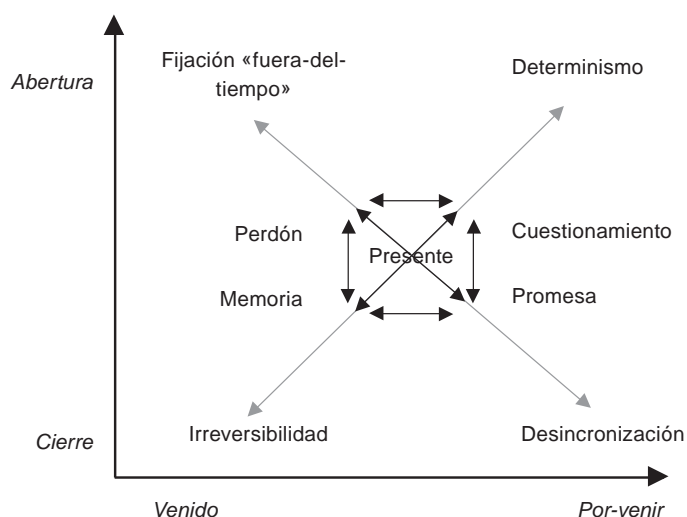 Fijación «fuera-del-
tiempo»
Determinismo
Abertura
Perdón
Cuestionamiento
Presente
Memoria
Promesa
Cierre
Irreversibilidad
Desincronización
Venido
Por-venir